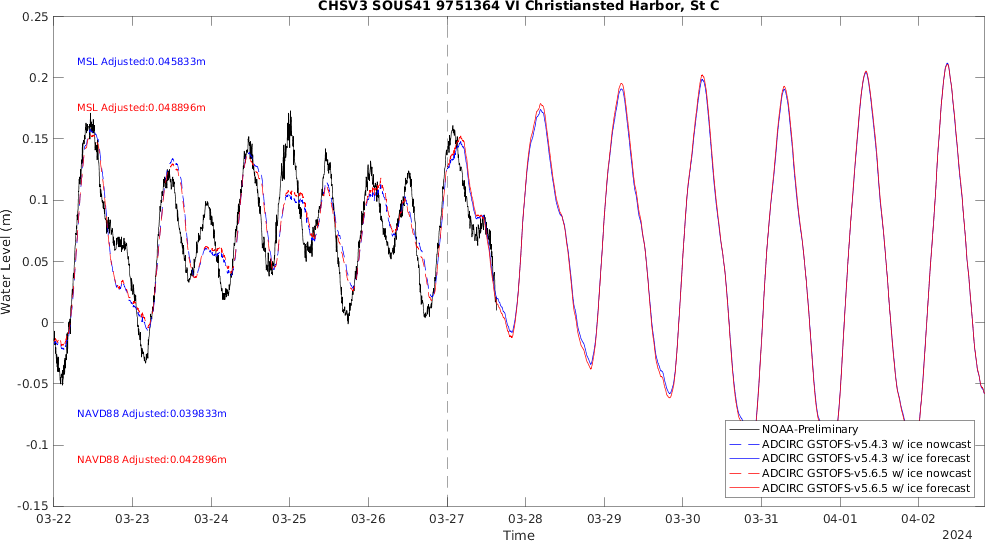 CHSV3 SOUS41 9751364 VI Christiansted Harbor, St C
0.25
0.2
0.15
0.1
0.05
0
-0.05
-0.1
-0.15
Water Level (m)
MSL Adjusted:0.045833m
MSL Adjusted:0.048896m
NAVD88 Adjusted:0.039833m
NAVD88 Adjusted:0.042896m
NOAA-Preliminary
ADCIRC GSTOFS-v5.4.3 w/ ice nowcast
ADCIRC GSTOFS-v5.4.3 w/ ice forecast
ADCIRC GSTOFS-v5.6.5 w/ ice nowcast
ADCIRC GSTOFS-v5.6.5 w/ ice forecast
03-22 03-23 03-24 03-25 03-26 03-27 03-28 03-29 03-30 03-31 04-01 04-02
Time
2024